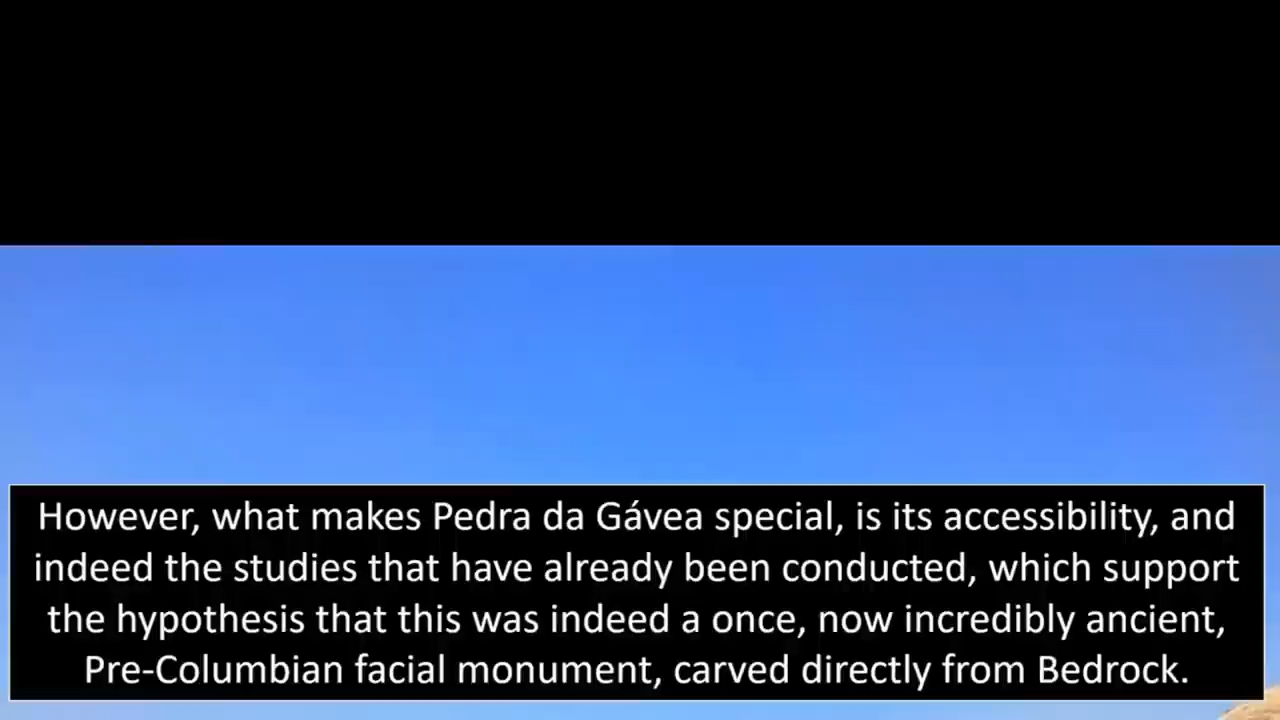 However, what makes Pedra da Gávea special, is its accessibility, and
indeed the studies that have already been conducted, which support
the hypothesis that this was indeed a once, now incredibly ancient,
Pre-Columbian facial monument, carved directly from Bedrock.